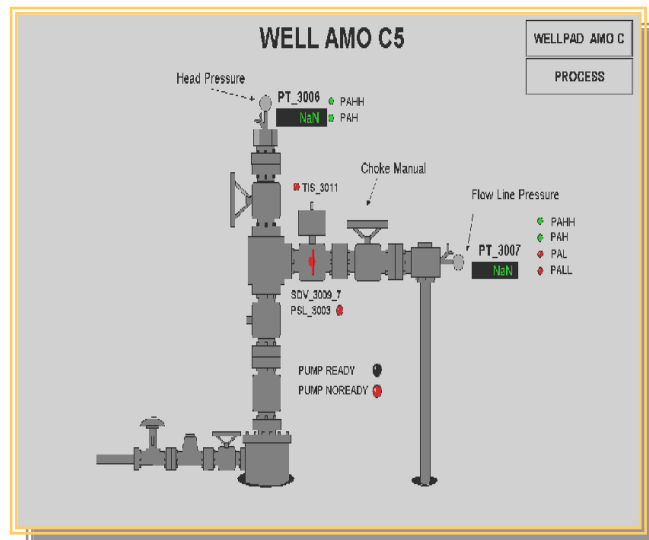 WELL AMO C5
WELLPAD AMO C
PROCESS
Head Pressure
PT_3006
NaN
PAHH
PAH
TIS_3011
Choke Manual
Flow Line Pressure
PT_3007
NaN
PAHH
PAH
PAL
PALL
SDV_3009_7
PSL_3003
PUMP READY
PUMP NOREADY